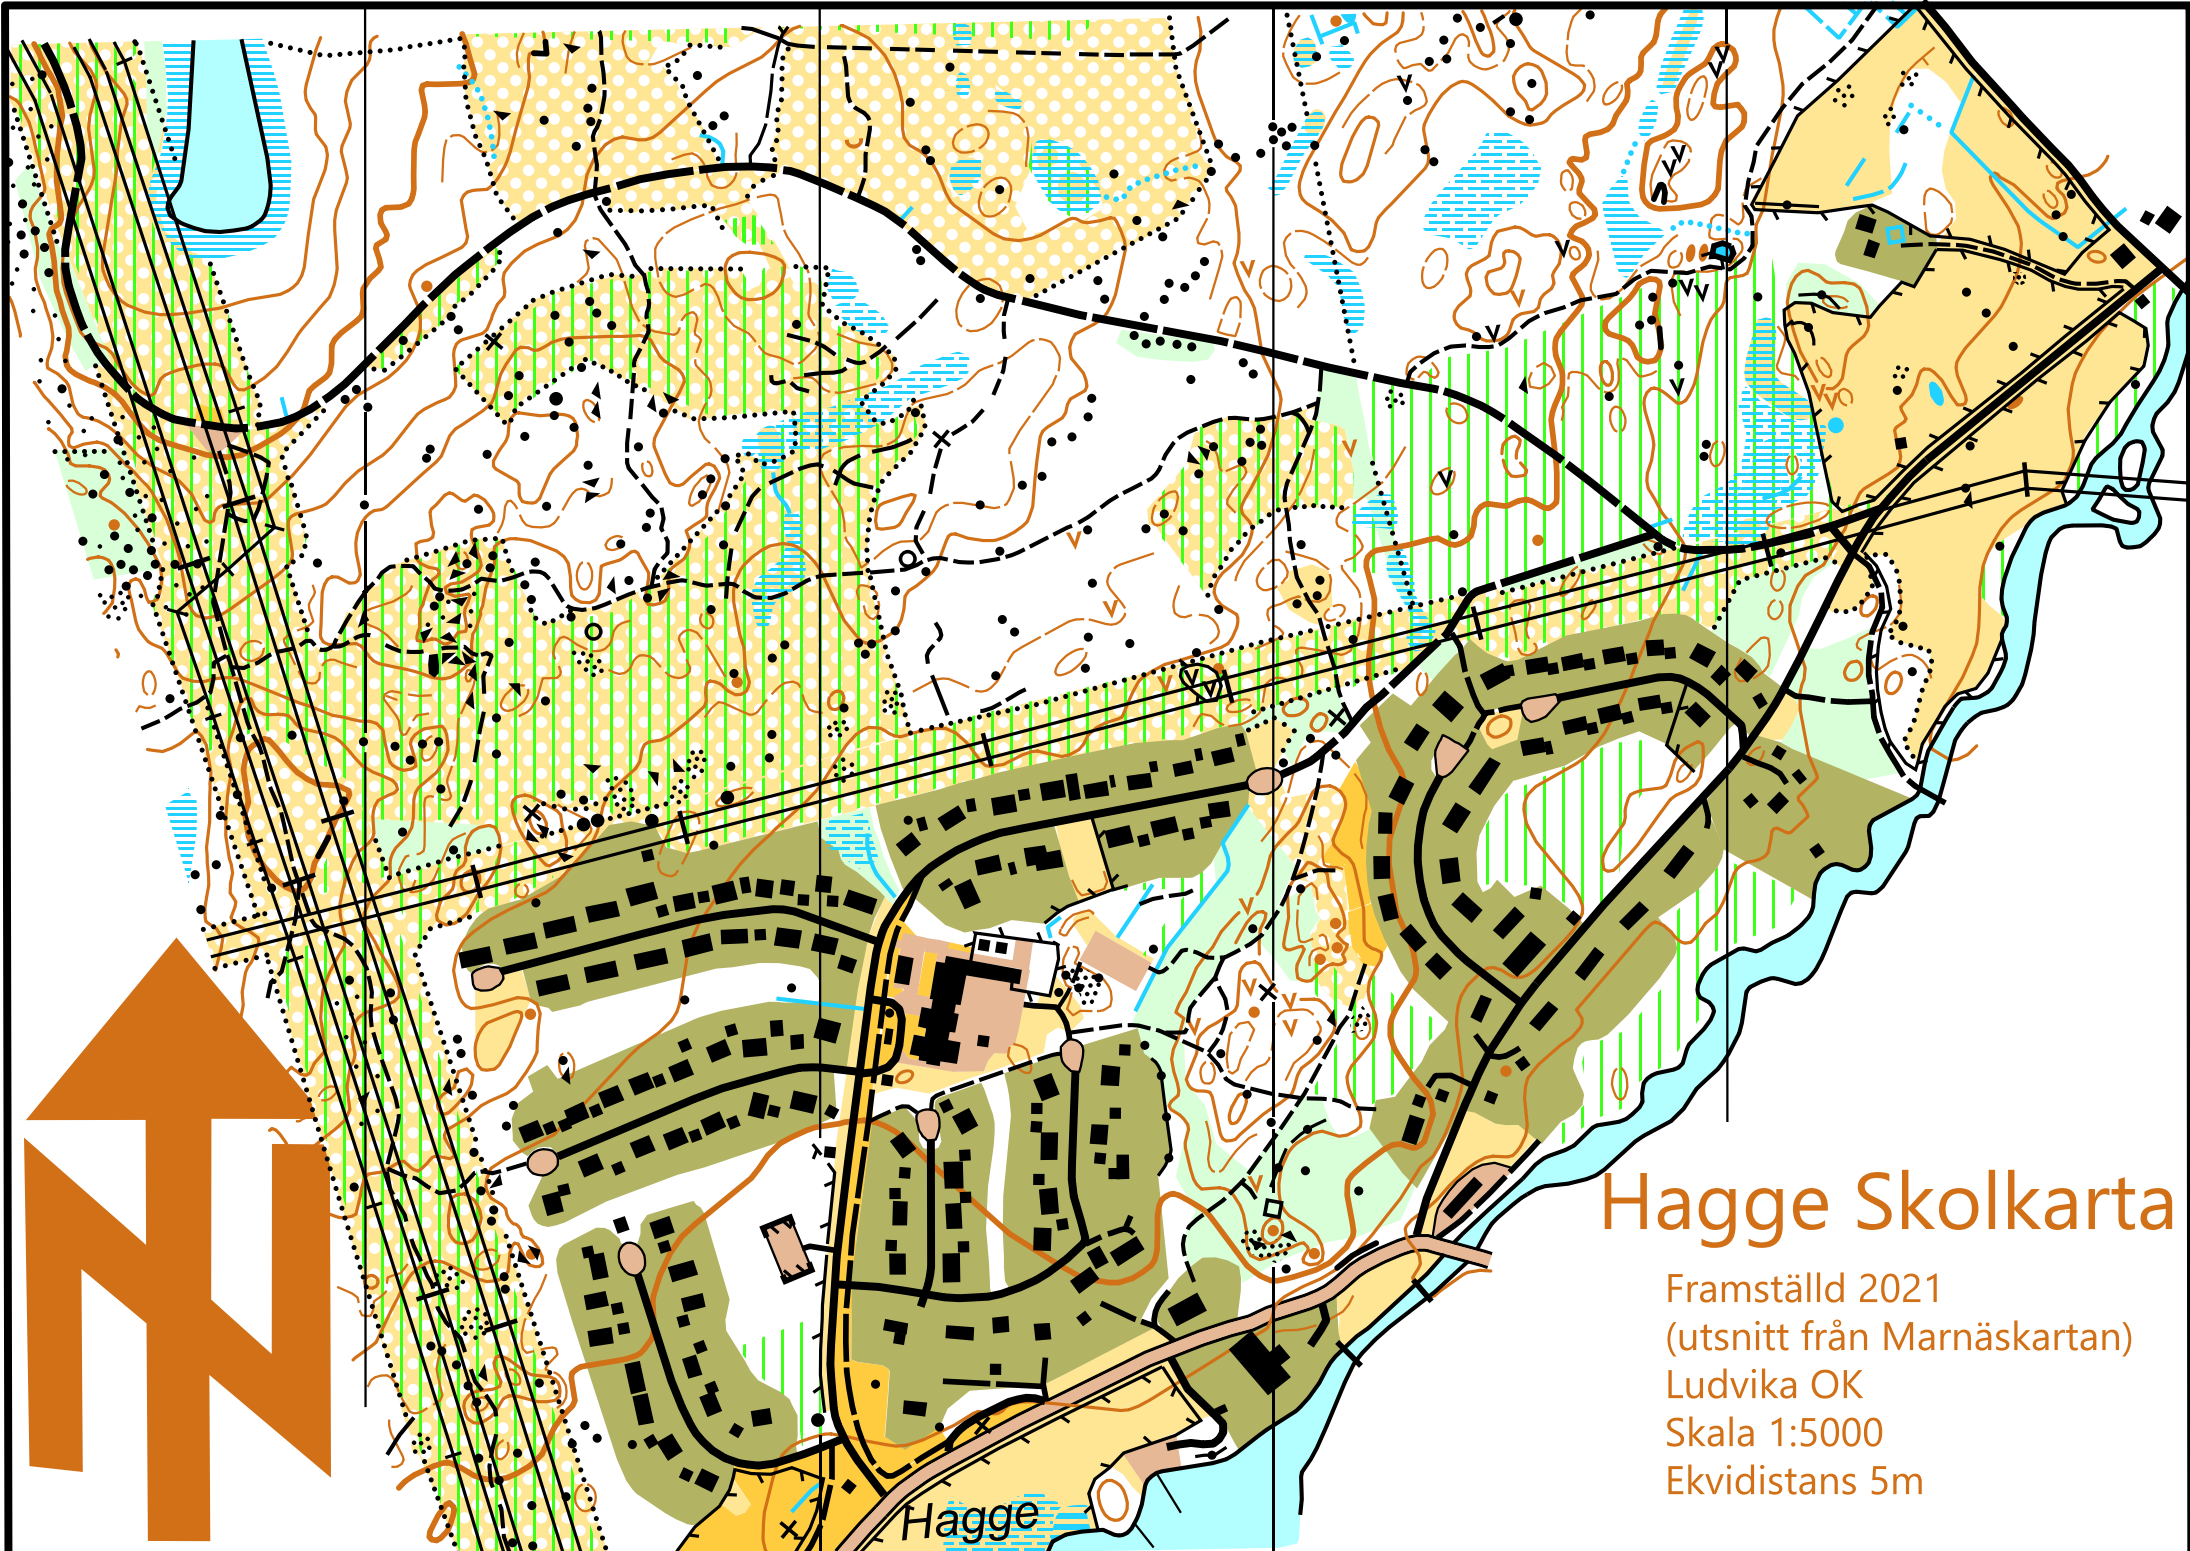 Hagge Skolkarta
Framställd 2021
(utsnitt från Marnäskartan)
Ludvika OK
Skala 1:5000
Ekvidistans 5m
Hagge